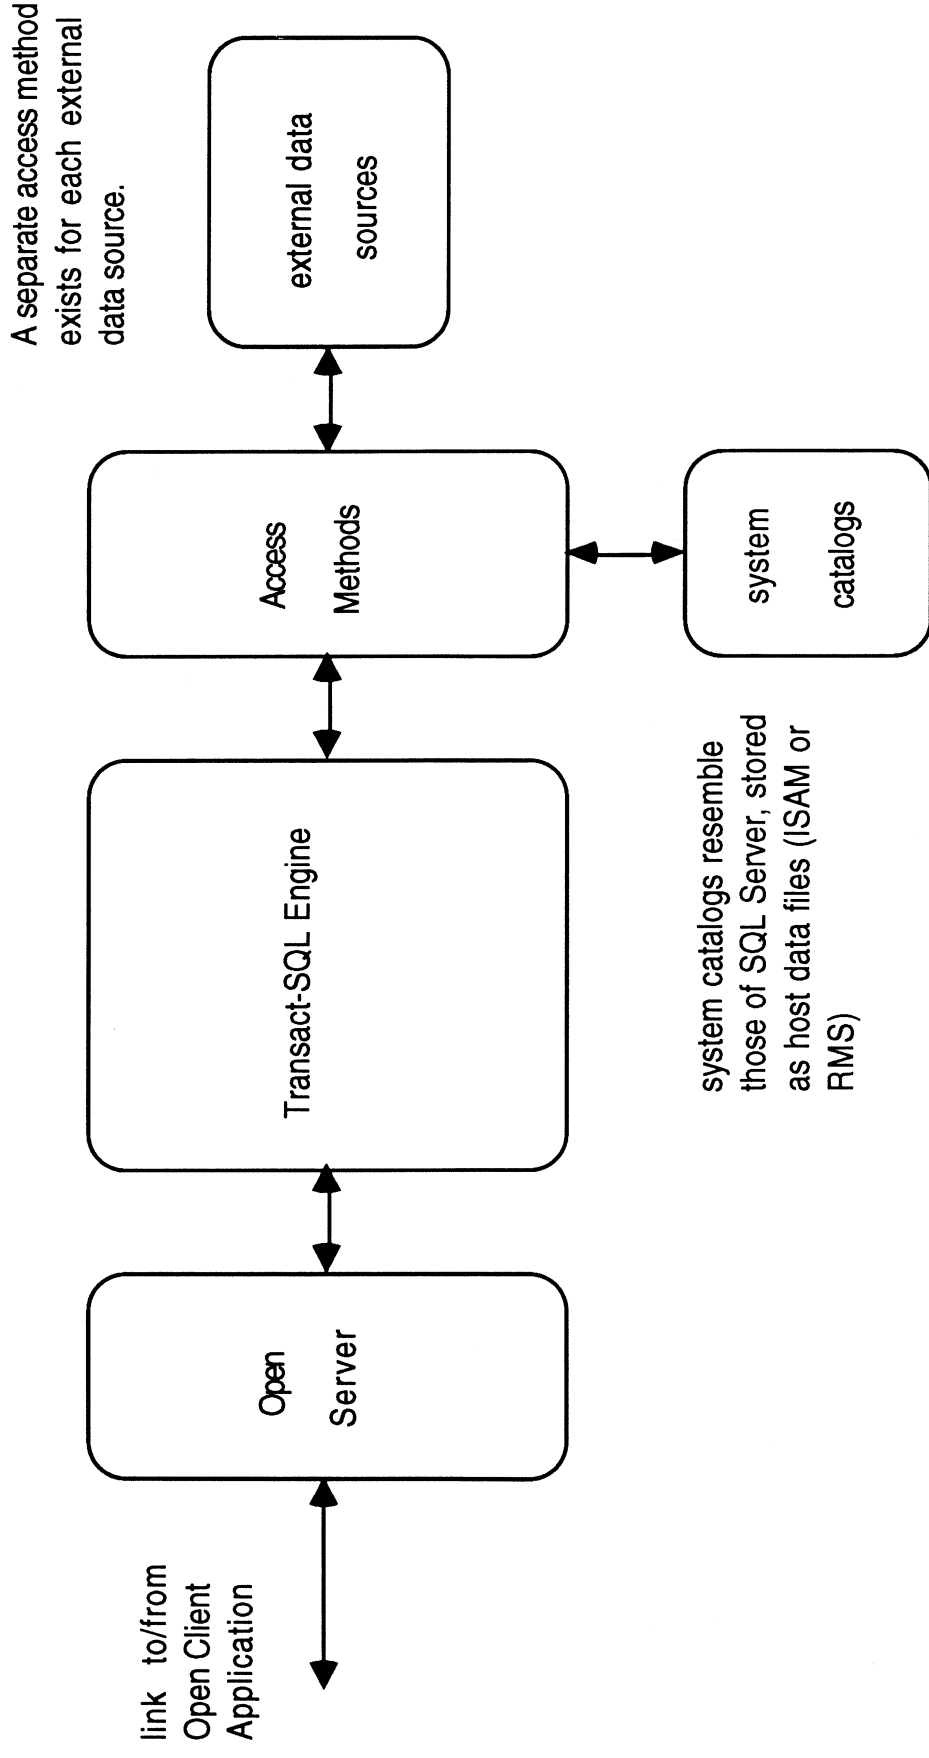 link to/from
Open Client
Application
Open
Server
Transact-SQL Engine
Access
Methods
A separate access method
exists for each external
data source.
external data
sources
system catalogs resemble
those of SQL Server, stored
as host data files (ISAM or
RMS)
system
catalogs